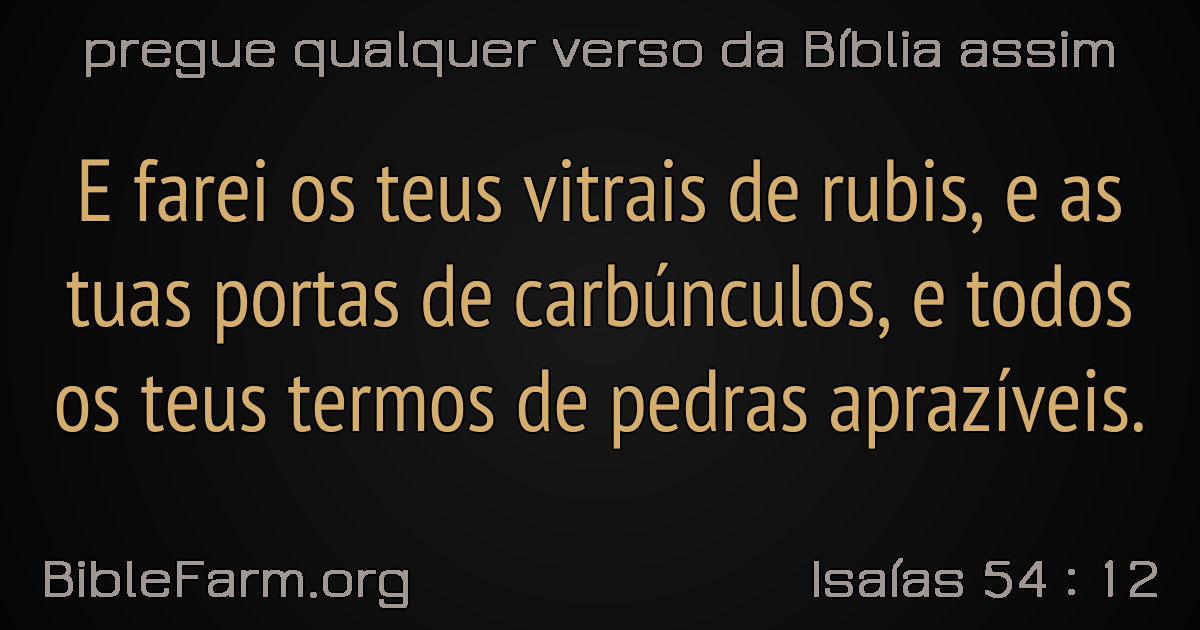 pregue qualquer verso da Bíblia assim
E farei os teus vitrais de rubis, e as
tuas portas de carbúnculos, e todos
os teus termos de pedras aprazíveis.
BibleFarm.org
Isaías 54 : 12